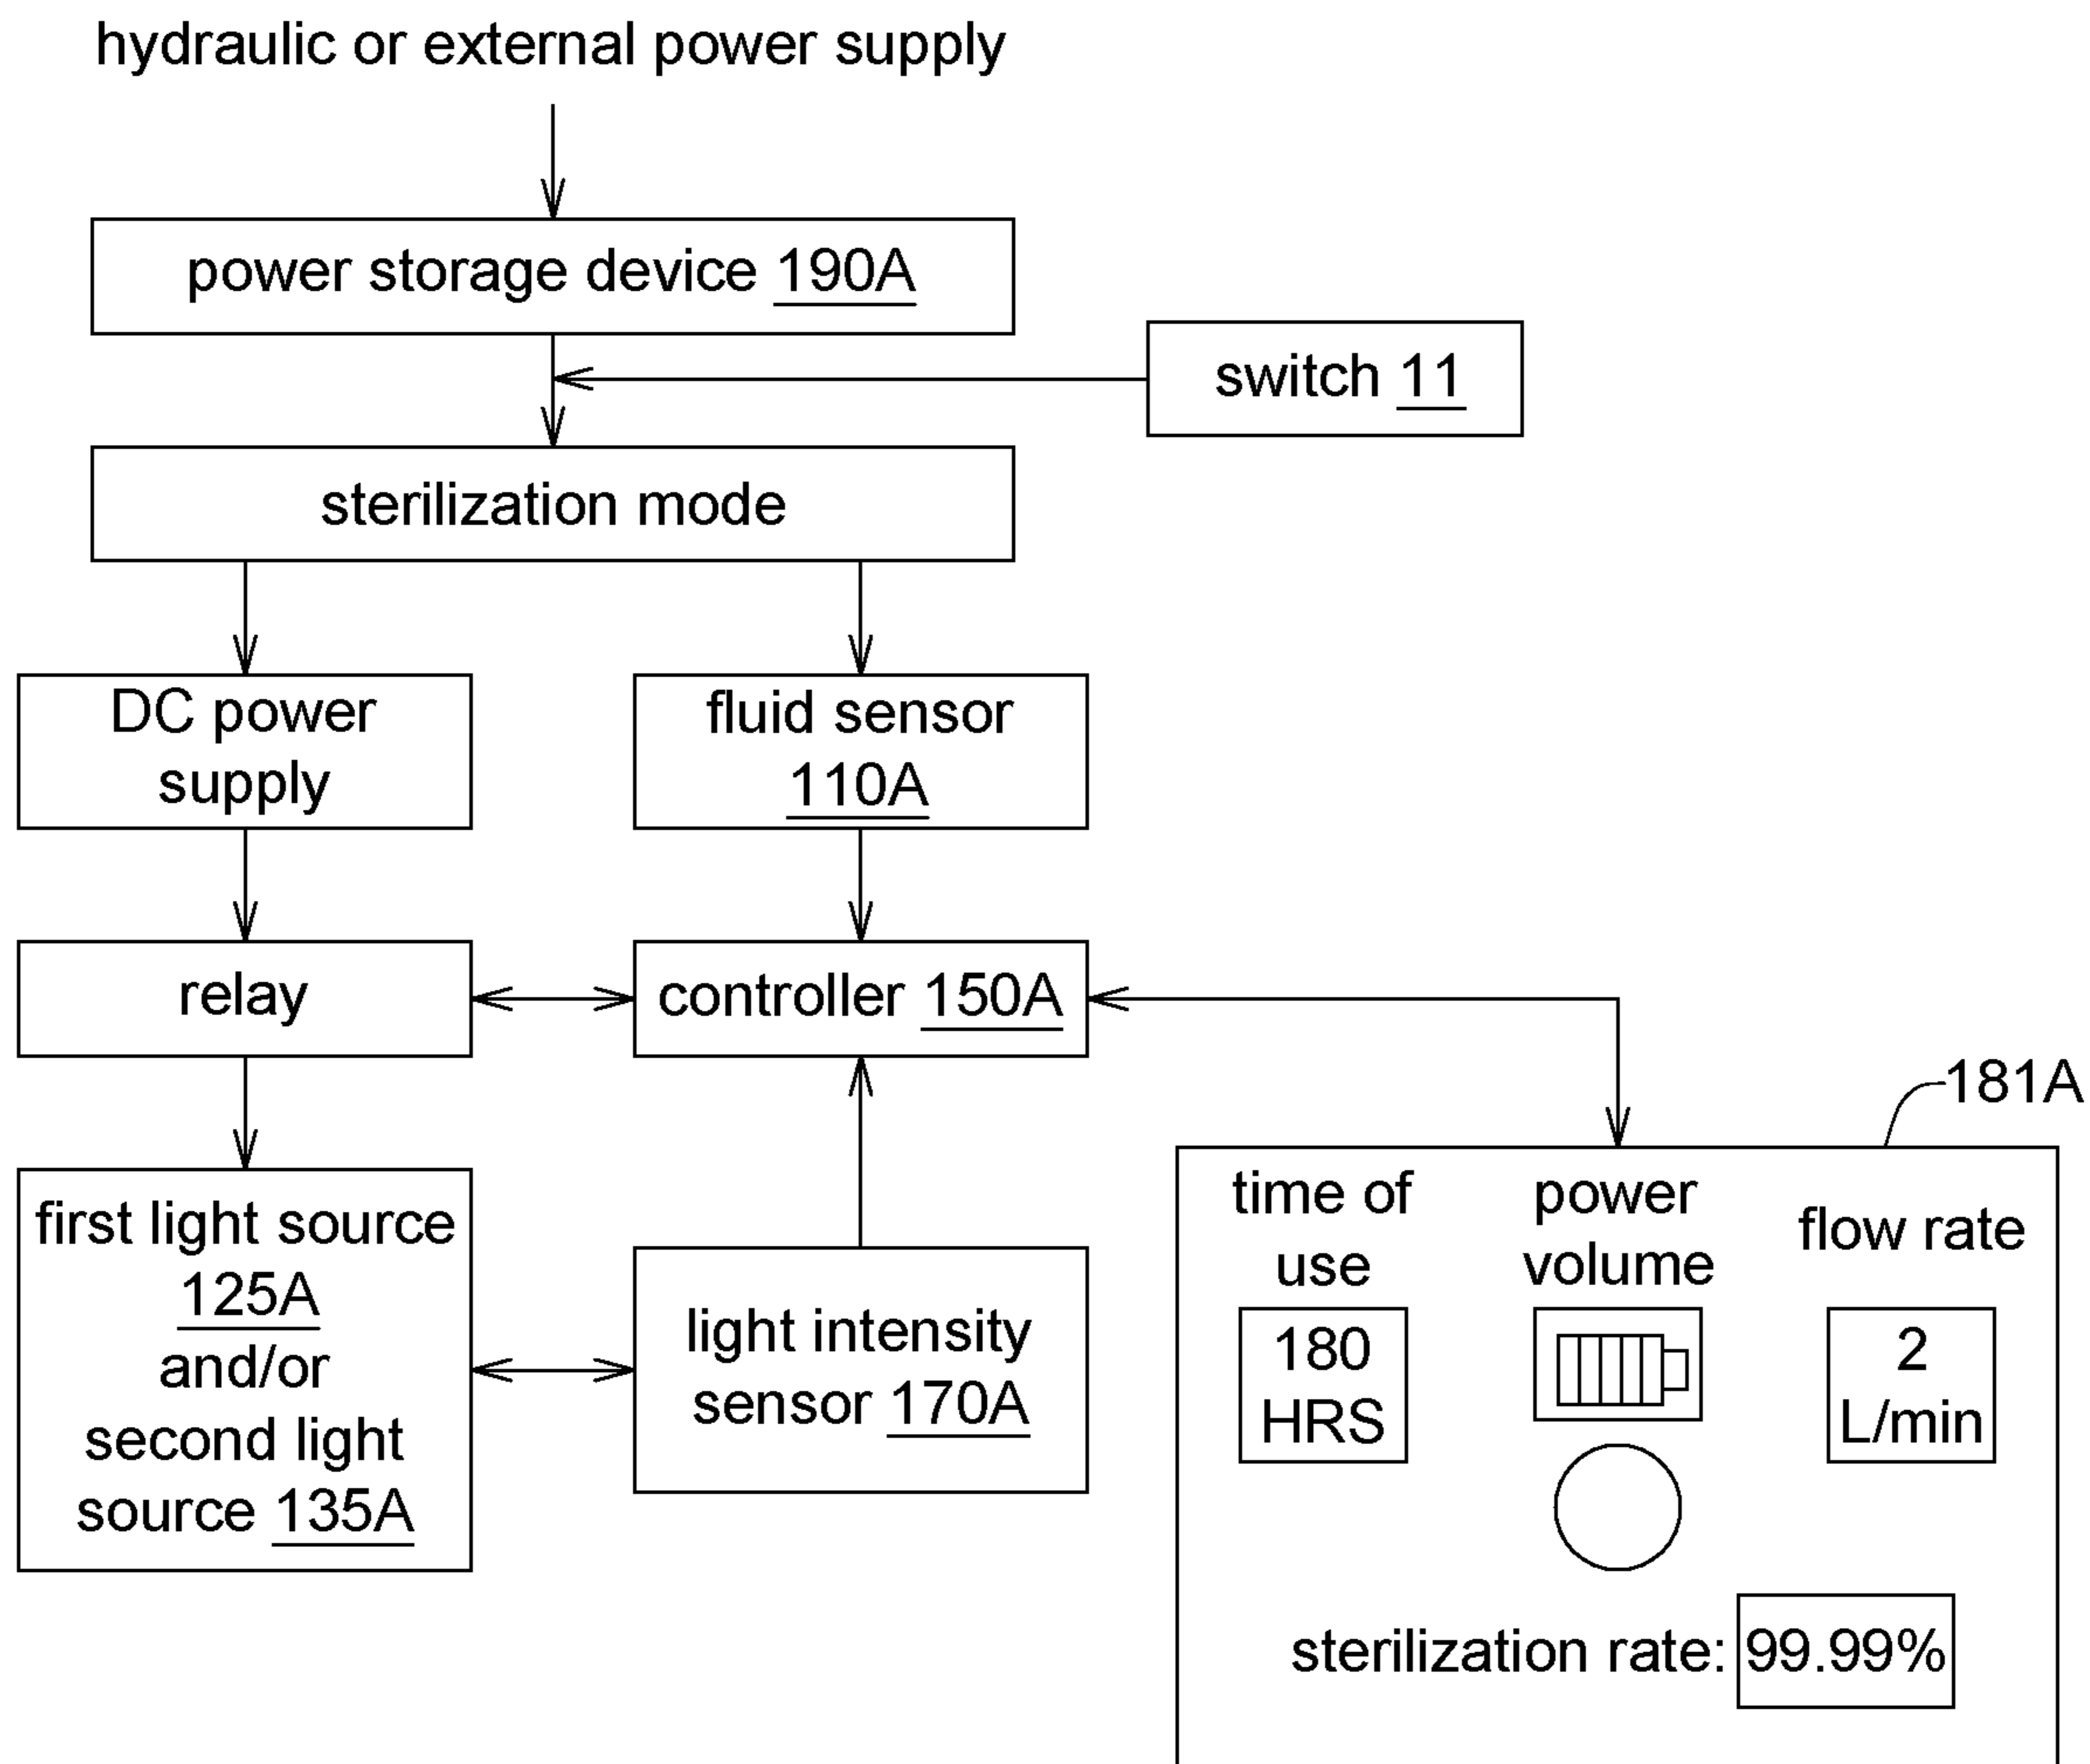 hydraulic or external power supply
power storage device 190A
switch 11
sterilization mode
DC power
supply
fluid sensor
110A
relay
controller 150A
181A
first light source
125A
and/or
second light
source 135A
light intensity
sensor 170A
time of
use
180
HRS
power
volume
flow rate
2
L/min
sterilization rate: 99.99%